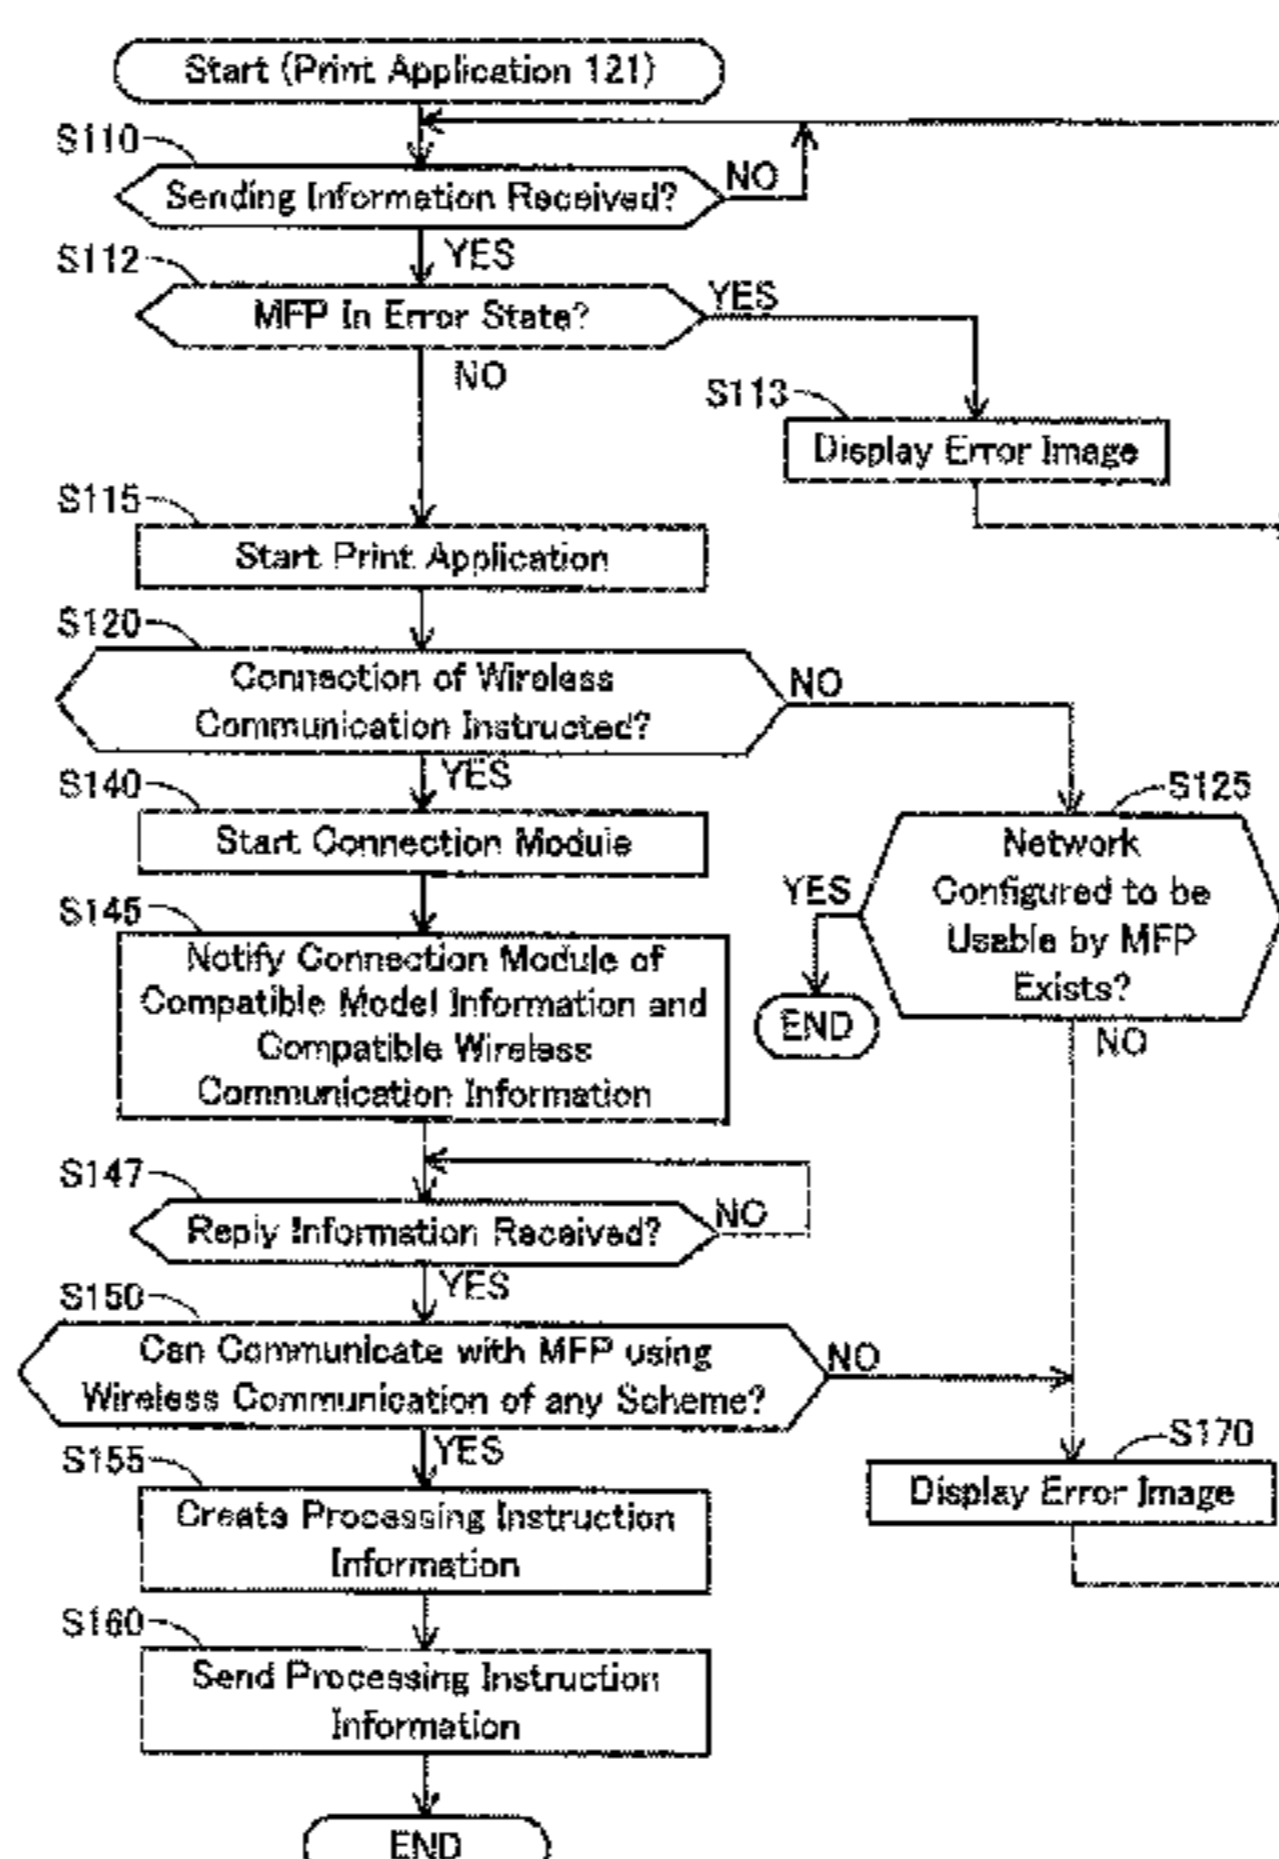 Start (Print Application 121)
S110
Sending Information Received?
NO
YES
S112
MFP In Error State?
YES
NO
S113
Display Error Image
S115
Start Print Application
S120
Connection of Wireless
Communication Instructed?
NO
YES
S140
Start Connection Module
S125
Network
Configured to be
Usable by MFP
Exists?
YES
END
NO
S145
Notify Connection Module of
Compatible Model Information and
Compatible Wireless
Communication Information
S147
Reply Information Received?
NO
YES
S150
Can Communicate with MFP using
Wireless Communication of any Scheme?
NO
YES
S170
Display Error Image
S155
Create Processing Instruction
Information
S160
Send Processing Instruction
Information
END